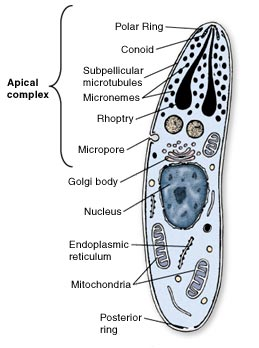 Polar Ring
Conoid
Subpellicular
microtubules
Apical
complex
Micronemes
Rhoptry
Micropore
Golgi body
Nucleus
Endoplasmic
reticulum
Mitochondria
Posterior
ring